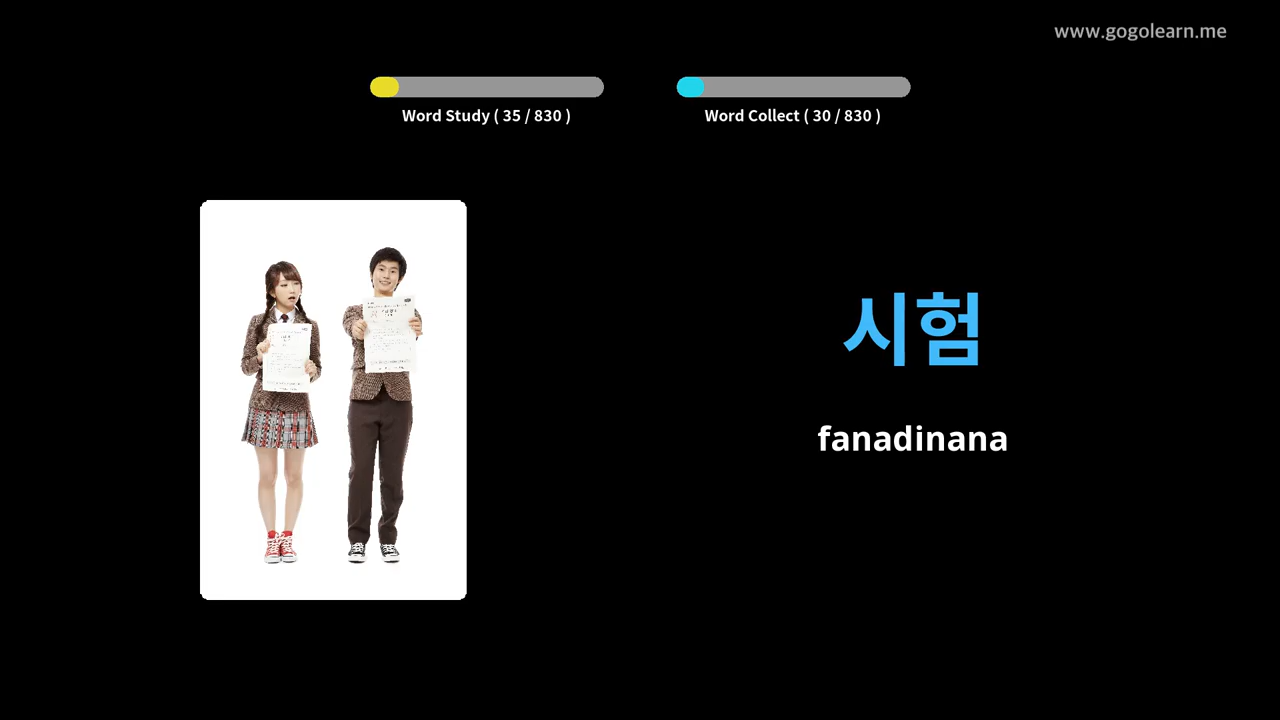 www.gogolearn.me
Word Study ( 35 / 830 )
Word Collect ( 30 / 830 )
시험
fanadinana